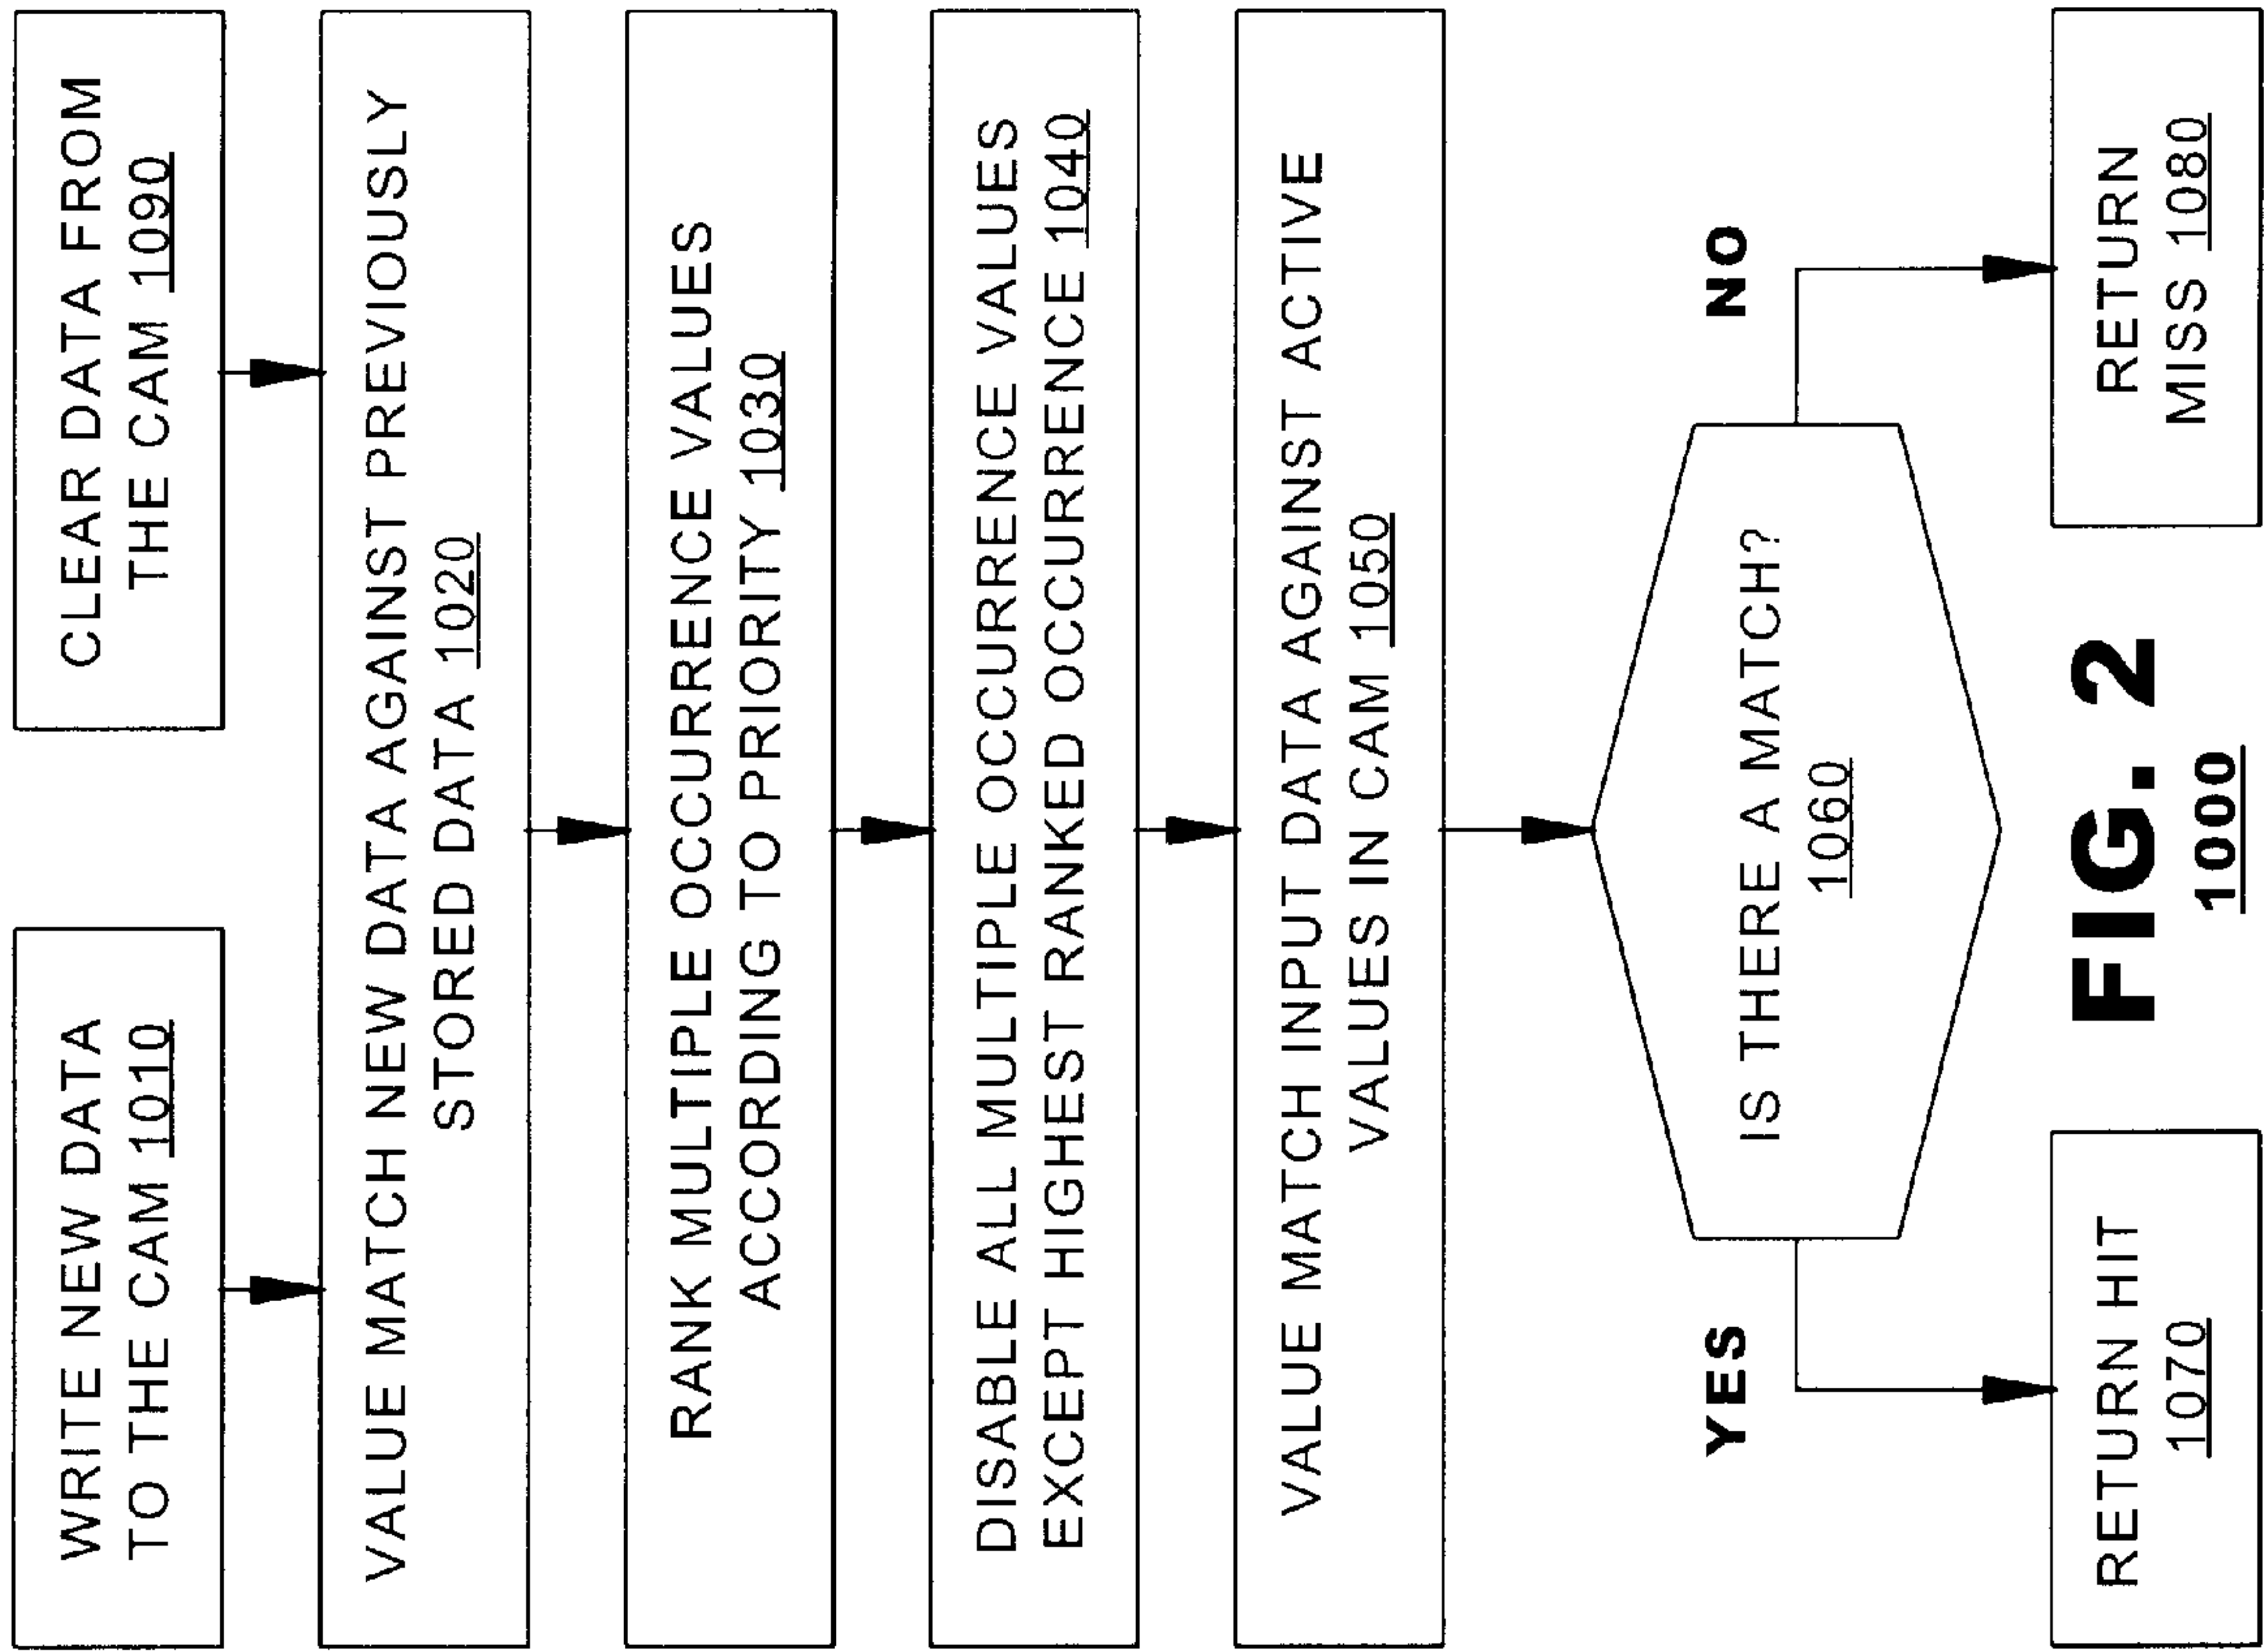 WRITE NEW DATA
TO THE CAM 1010
CLEAR DATA FROM
THE CAM 1090
VALUE MATCH NEW DATA AGAINST PREVIOUSLY
STORED DATA 1020
RANK MULTIPLE OCCURRENCE VALUES
ACCORDING TO PRIORITY 1030
DISABLE ALL MULTIPLE OCCURRENCE VALUES
EXCEPT HIGHEST RANKED OCCURRENCE 1040
VALUE MATCH INPUT DATA AGAINST ACTIVE
VALUES IN CAM 1050
IS THERE A MATCH?
1060
YES
NO
RETURN HIT
1070
RETURN
MISS 1080
FIG. 2
1000